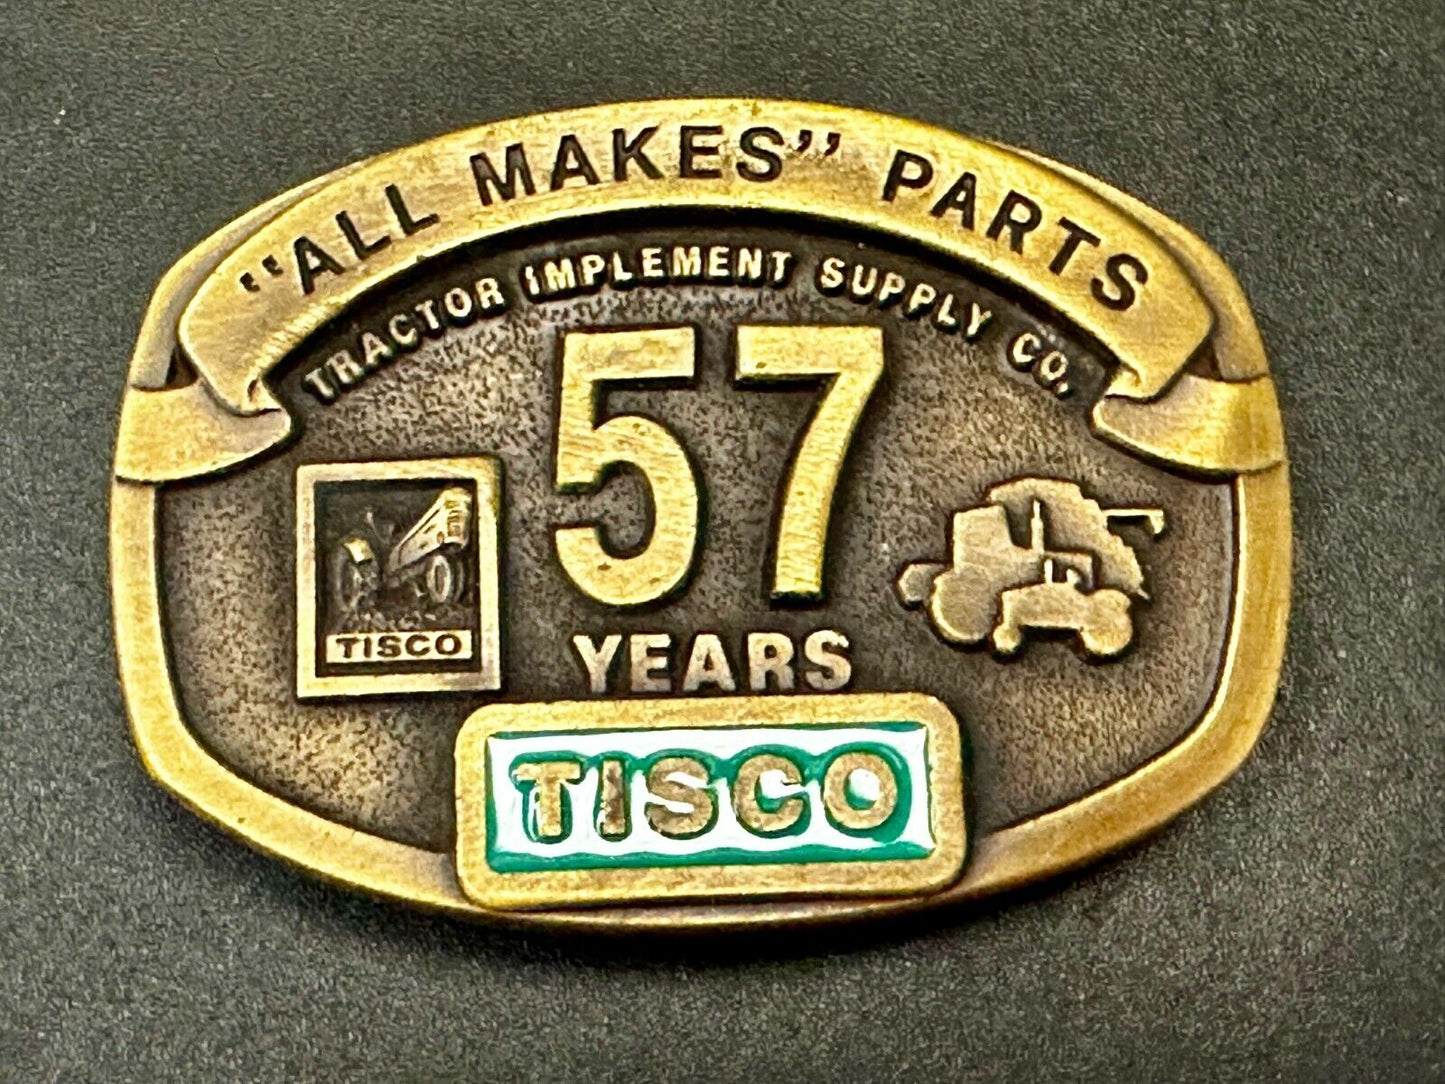 "ALL MAKES" PARTS
TRACTOR IMPLEMENT SUPPLY CO.
57
YEARS
TISCO
TISCO